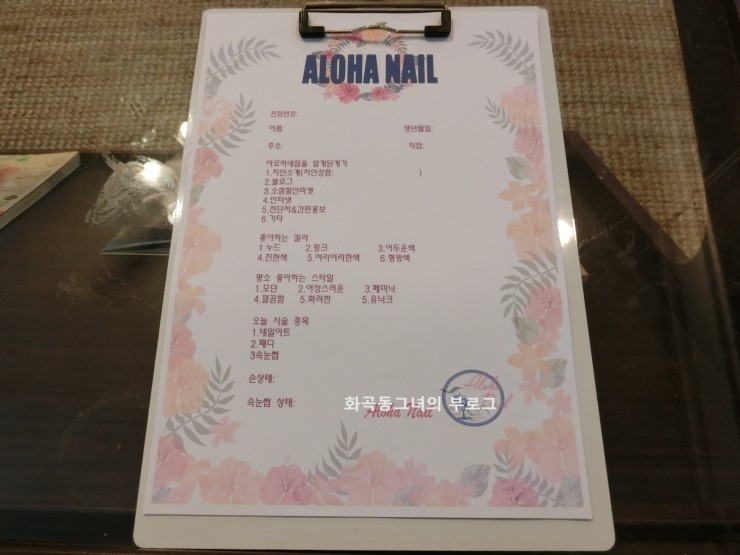 ALOHA NAIL
전화번호:
이름: 생년월일:
주소: 직업:
아로하네일을 알게된계기
1.지인소개(지인성함: )
2.블로그
3.소셜할인마켓
4.인터넷
5.전단지&간판홍보
6.기타
좋아하는 컬러
1.누드 2.핑크 3.어두운색
4.진한색 5.여리여리한색 6.형광색
평소 좋아하는 스타일
1.모던 2.여성스러운 3.페미닉
4.깔끔함 5.화려한 5.유닉크
오늘 시술 종목
1.네일아트
2.패디
3속눈썹
손상태:
속눈썹 상태:
Aloha
화곡동그녀의 부로그
Aloha Nail